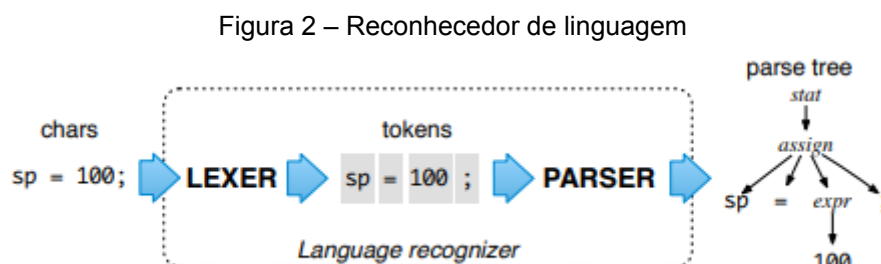 Figura 2 – Reconhecedor de linguagem
parse tree
stat
chars
tokens
assign
sp = 100;
LEXER
sp = 100 ;
PARSER
sp = expr
100
Language recognizer